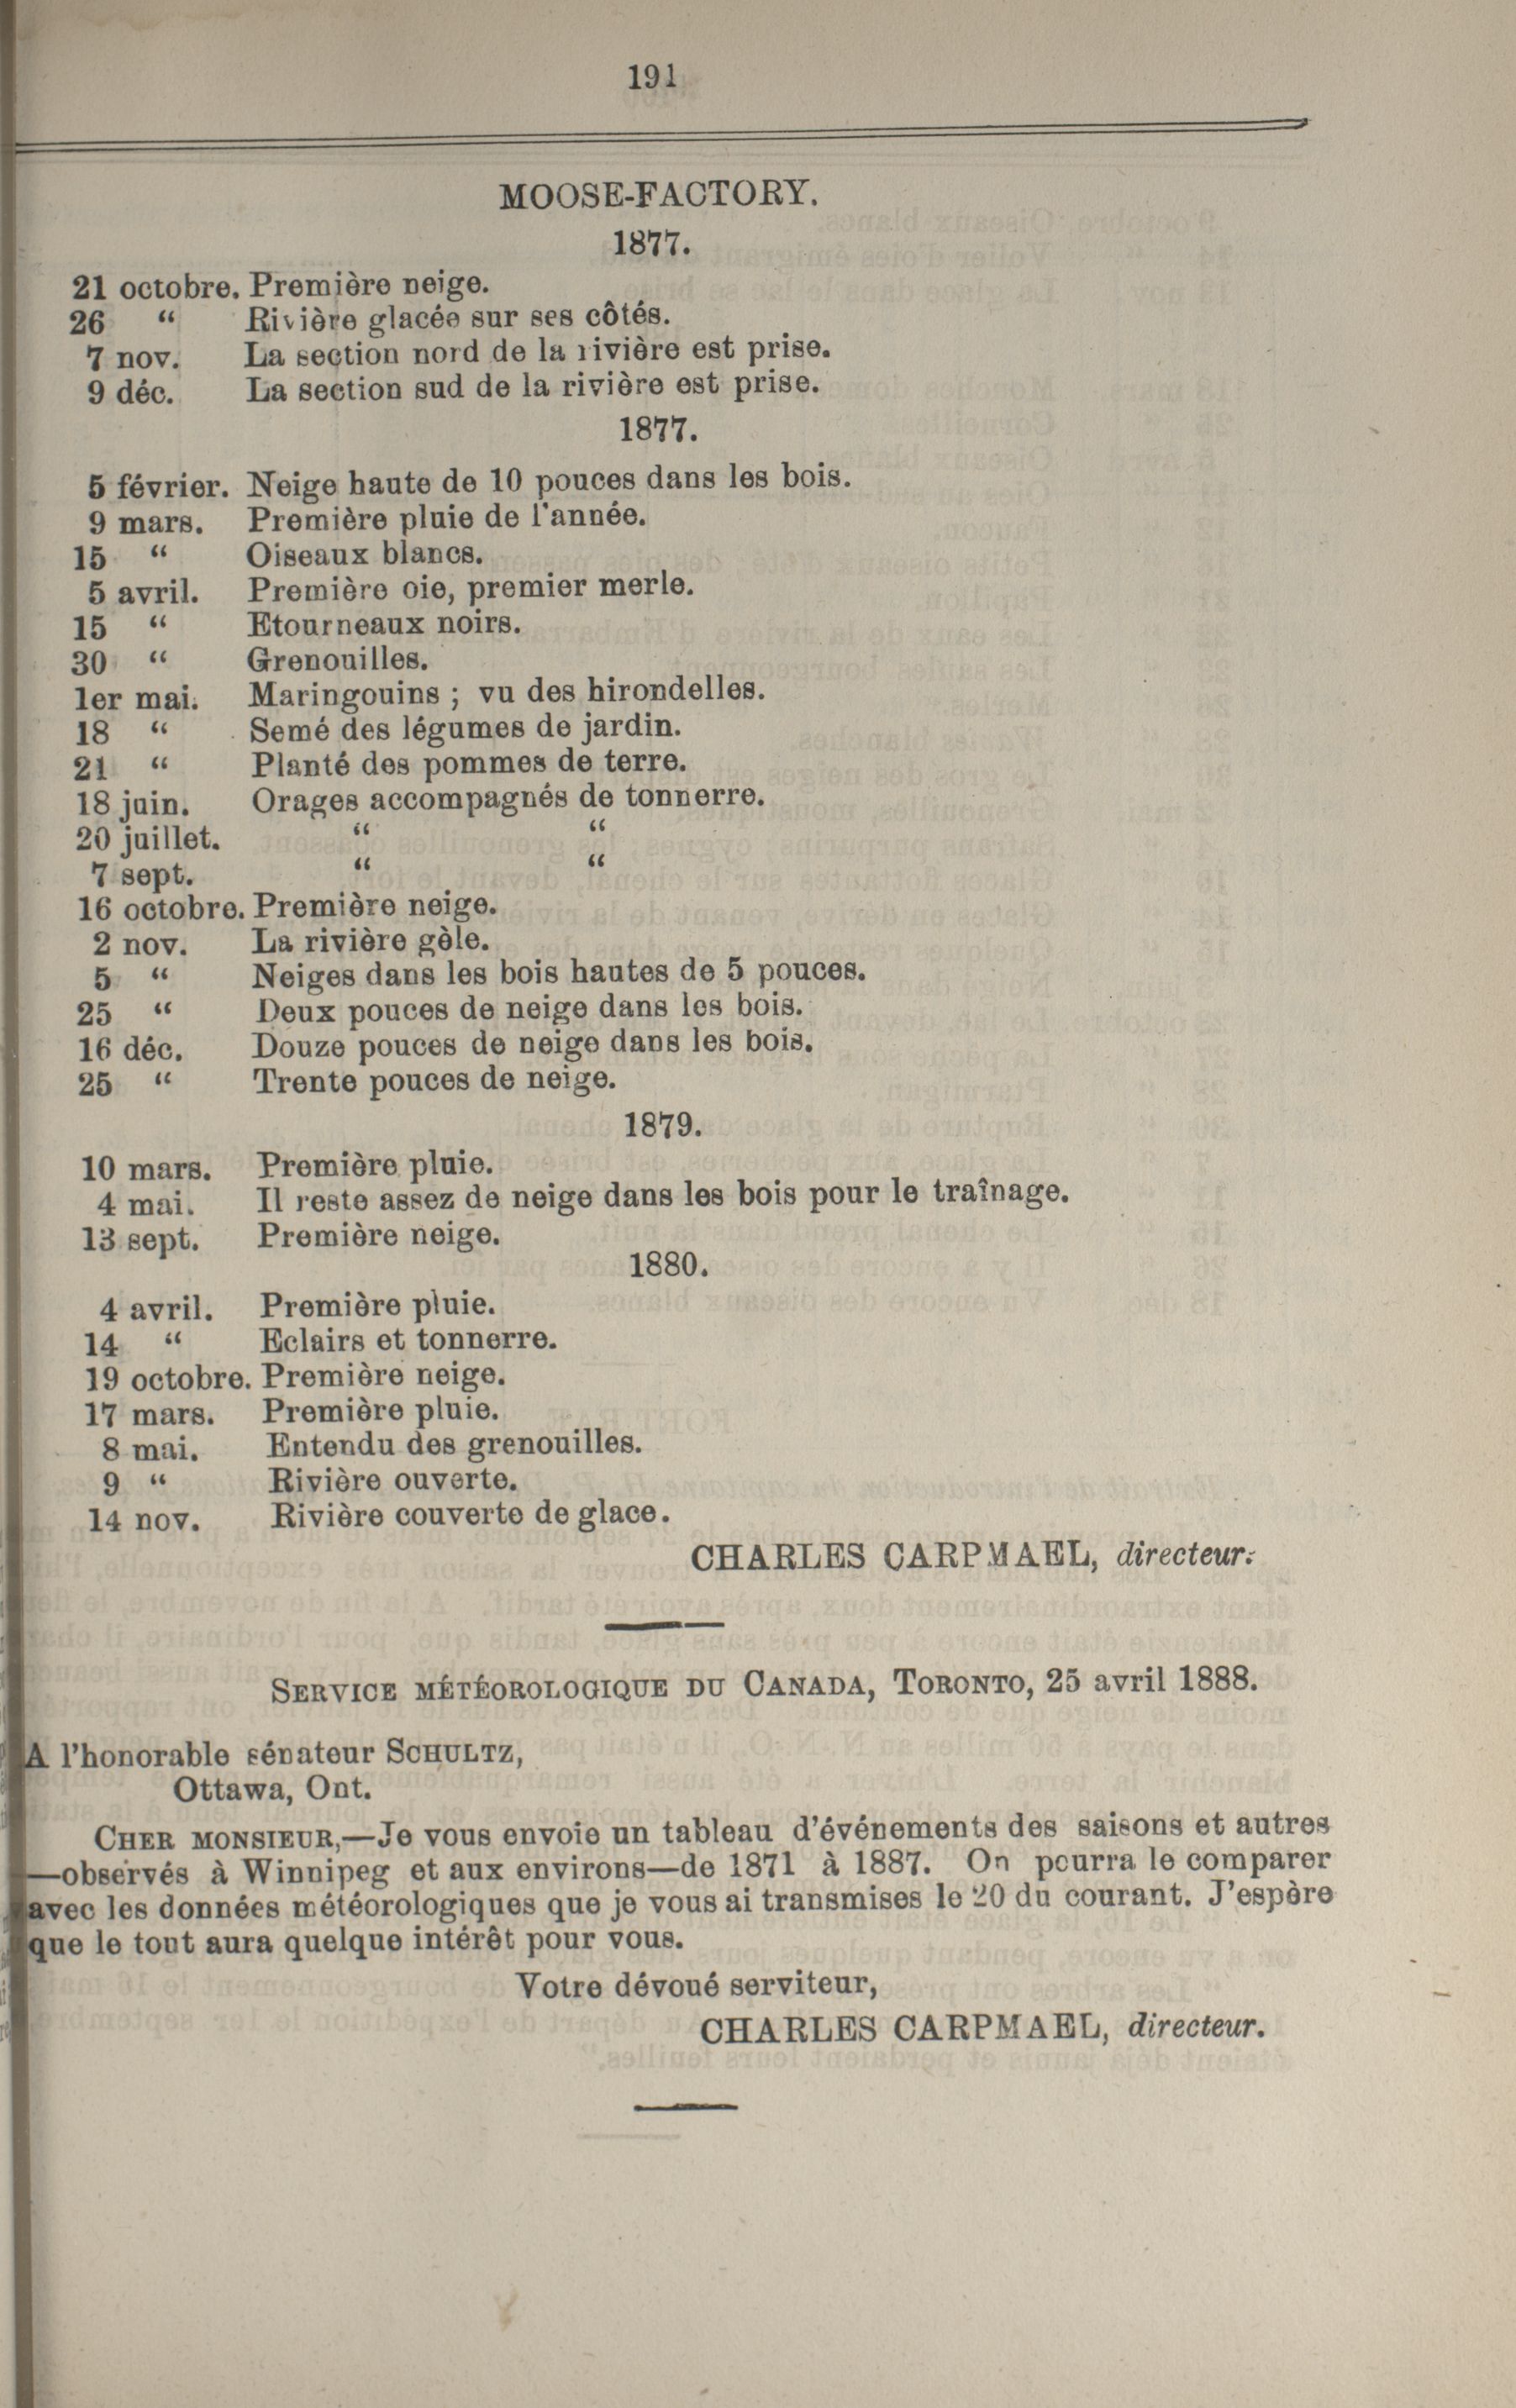 191
MOOSE-FACTORY.
1877.
21 octobre. Première neige.
26 “ Rivière glacée sur ses côtés.
7 nov. La section nord de la rivière est prise.
9 déc. La section sud de la rivière est prise.
1877.
5 février. Neige haute de 10 pouces dans les bois.
9 mars. Première pluie de l'année.
15 “ Oiseaux blancs.
5 avril. Première oie, premier merle.
15 “ Etourneaux noirs.
30 “ Grenouilles.
1er mai. Maringouins ; vu des hirondelles.
18 “ Semé des légumes de jardin.
21 “ Planté des pommes de terre.
18 juin. Orages accompagnés de tonnerre.
20 juillet. “ “
7 sept. “ “
16 octobre. Première neige.
2 nov. La rivière gèle.
5 “ Neiges dans les bois hautes de 5 pouces.
25 “ Deux pouces de neige dans les bois.
16 déc. Douze pouces de neige dans les bois.
25 “ Trente pouces de neige.
1879.
10 mars. Première pluie.
4 mai. Il reste assez de neige dans les bois pour le traînage.
13 sept. Première neige.
1880.
4 avril. Première pluie.
14 “ Eclairs et tonnerre.
19 octobre. Première neige.
17 mars. Première pluie.
8 mai. Entendu des grenouilles.
9 “ Rivière ouverte.
14 nov. Rivière couverte de glace.
CHARLES CARPMAEL, directeur.
SERVICE MÉTÉOROLOGIQUE DU CANADA, TORONTO, 25 avril 1888.
A l'honorable sénateur SCHULTZ,
Ottawa, Ont.
CHER MONSIEUR,—Je vous envoie un tableau d'événements des saisons et autres
—observés à Winnipeg et aux environs—de 1871 à 1887. On pourra le comparer
avec les données météorologiques que je vous ai transmises le 20 du courant. J'espère
que le tout aura quelque intérêt pour vous.
Votre dévoué serviteur,
CHARLES CARPMAEL, directeur.